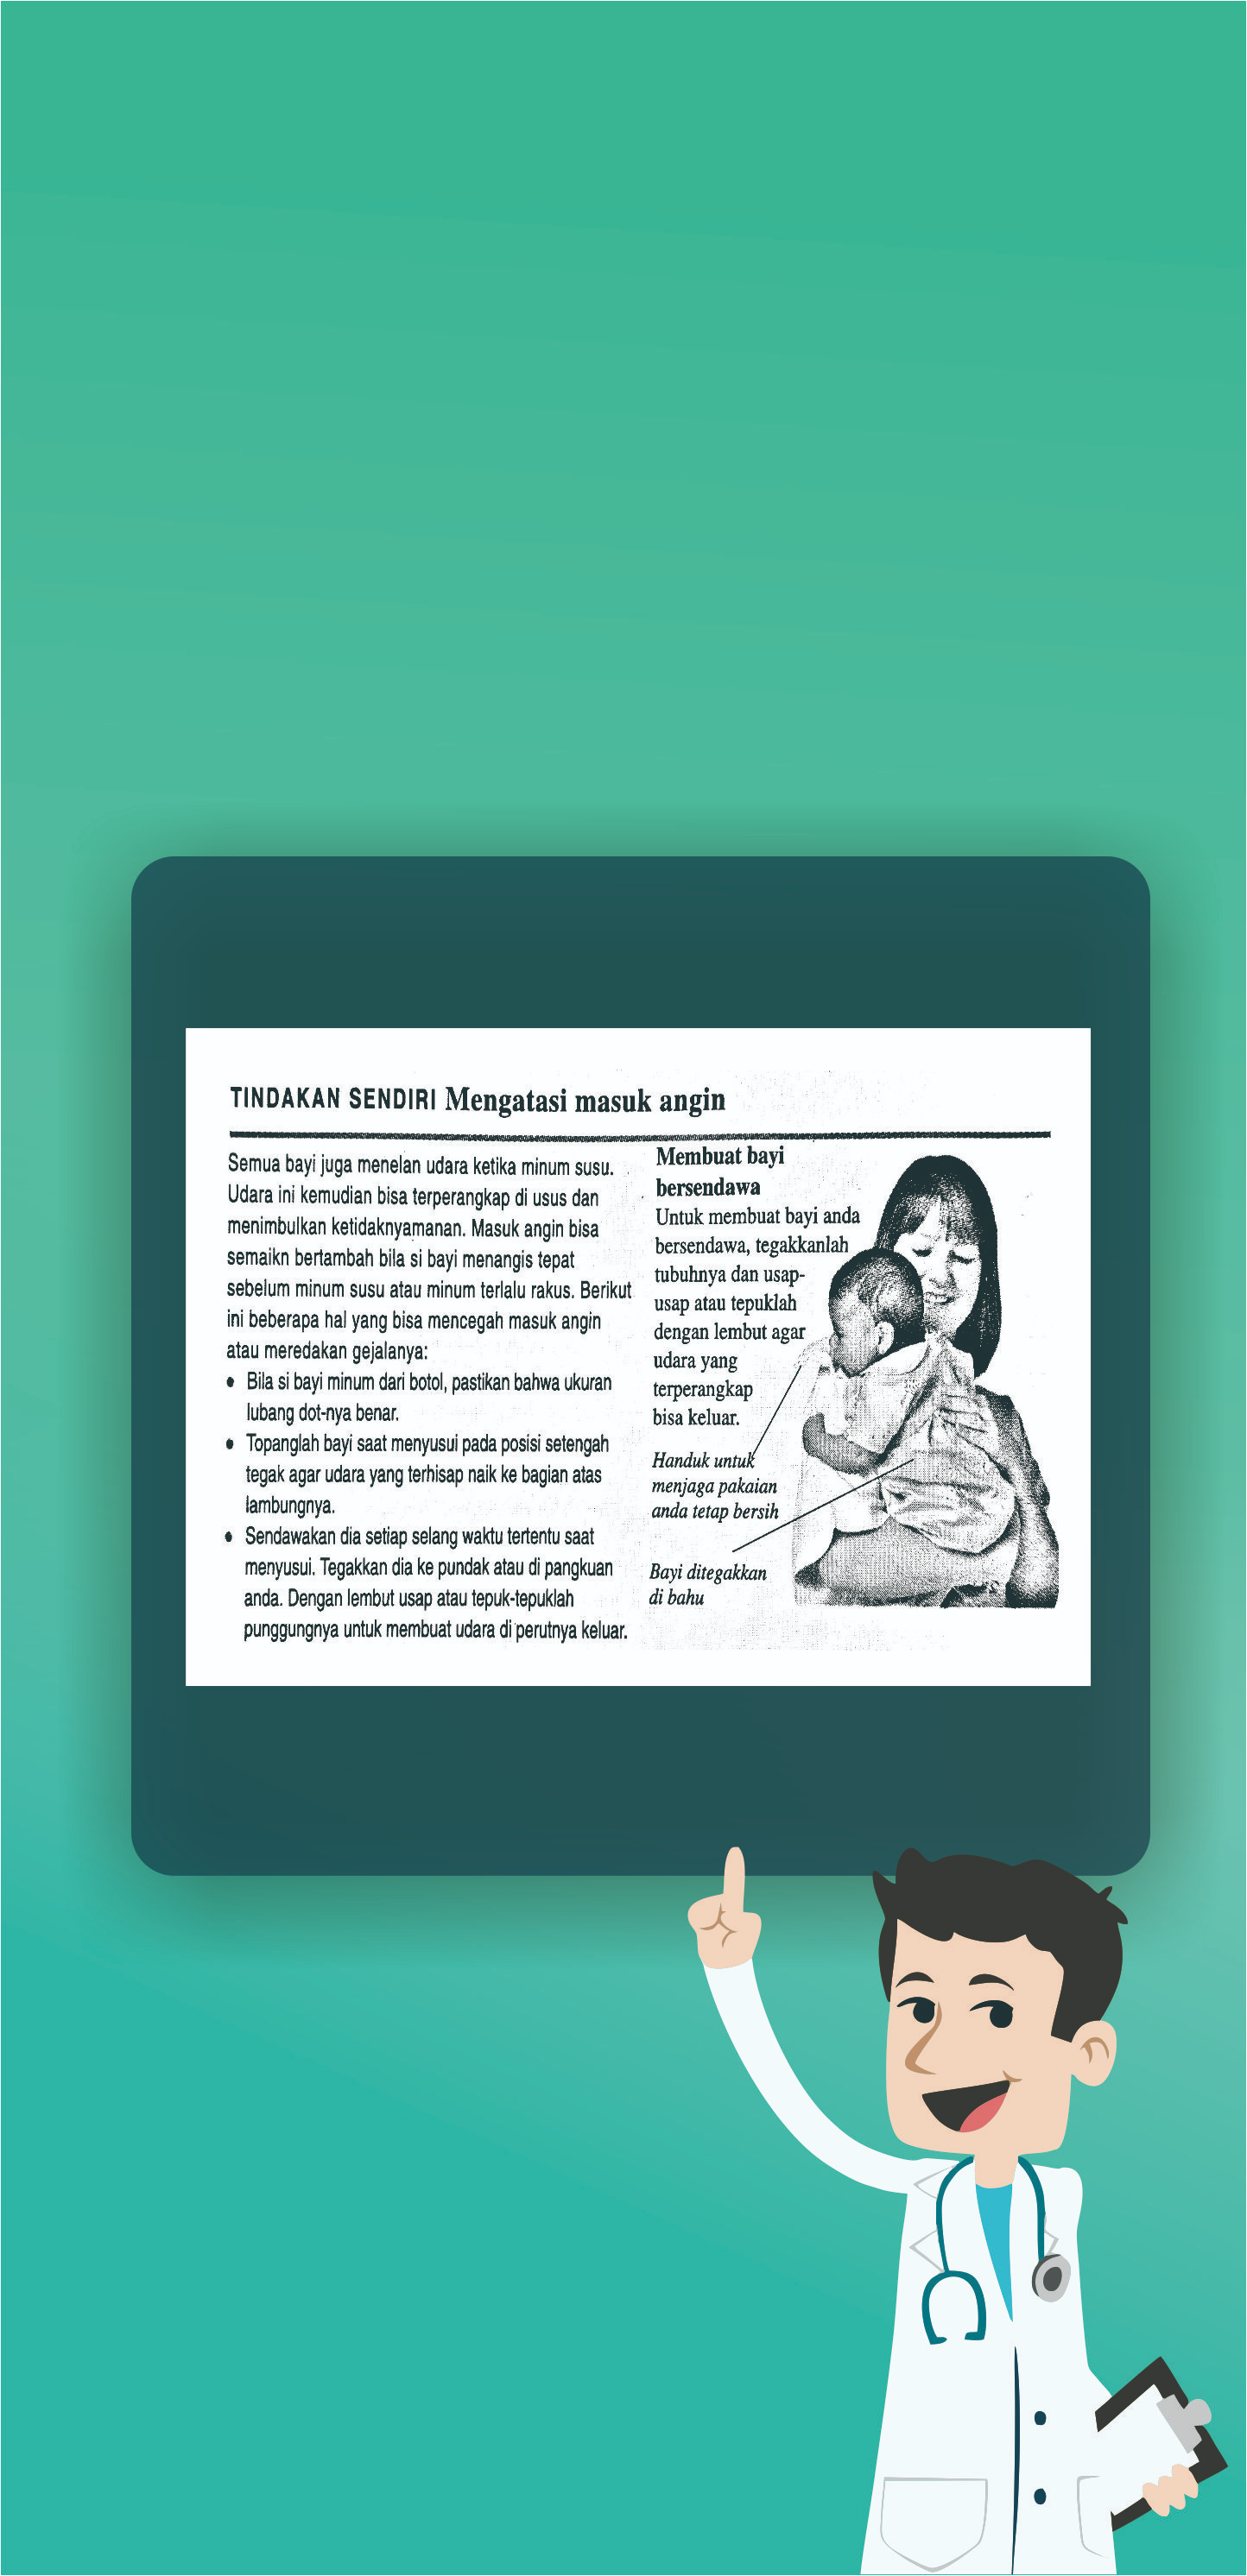 TINDAKAN SENDIRI Mengatasi masuk angin
Semua bayi juga menelan udara ketika minum susu.
Udara ini kemudian bisa terperangkap di usus dan
menimbulkan ketidaknyamanan. Masuk angin bisa
semaikn bertambah bila si bayi menangis tepat
sebelum minum susu atau minum terlalu rakus. Berikut
ini beberapa hal yang bisa mencegah masuk angin
atau meredakan gejalanya:
● Bila si bayi minum dari botol, pastikan bahwa ukuran
lubang dot-nya benar.
● Topanglah bayi saat menyusui pada posisi setengah
tegak agar udara yang terhisap naik ke bagian atas
lambungnya.
● Sendawakan dia setiap selang waktu tertentu saat
menyusui. Tegakkan dia ke pundak atau di pangkuan
anda. Dengan lembut usap atau tepuk-tepuklah
punggungnya untuk membuat udara di perutnya keluar.
Membuat bayi
bersendawa
Untuk membuat bayi anda
bersendawa, tegakkanlah
tubuhnya dan usap-
usap atau tepuklah
dengan lembut agar
udara yang
terperangkap
bisa keluar.
Handuk untuk
menjaga pakaian
anda tetap bersih
Bayi ditegakkan
di bahu